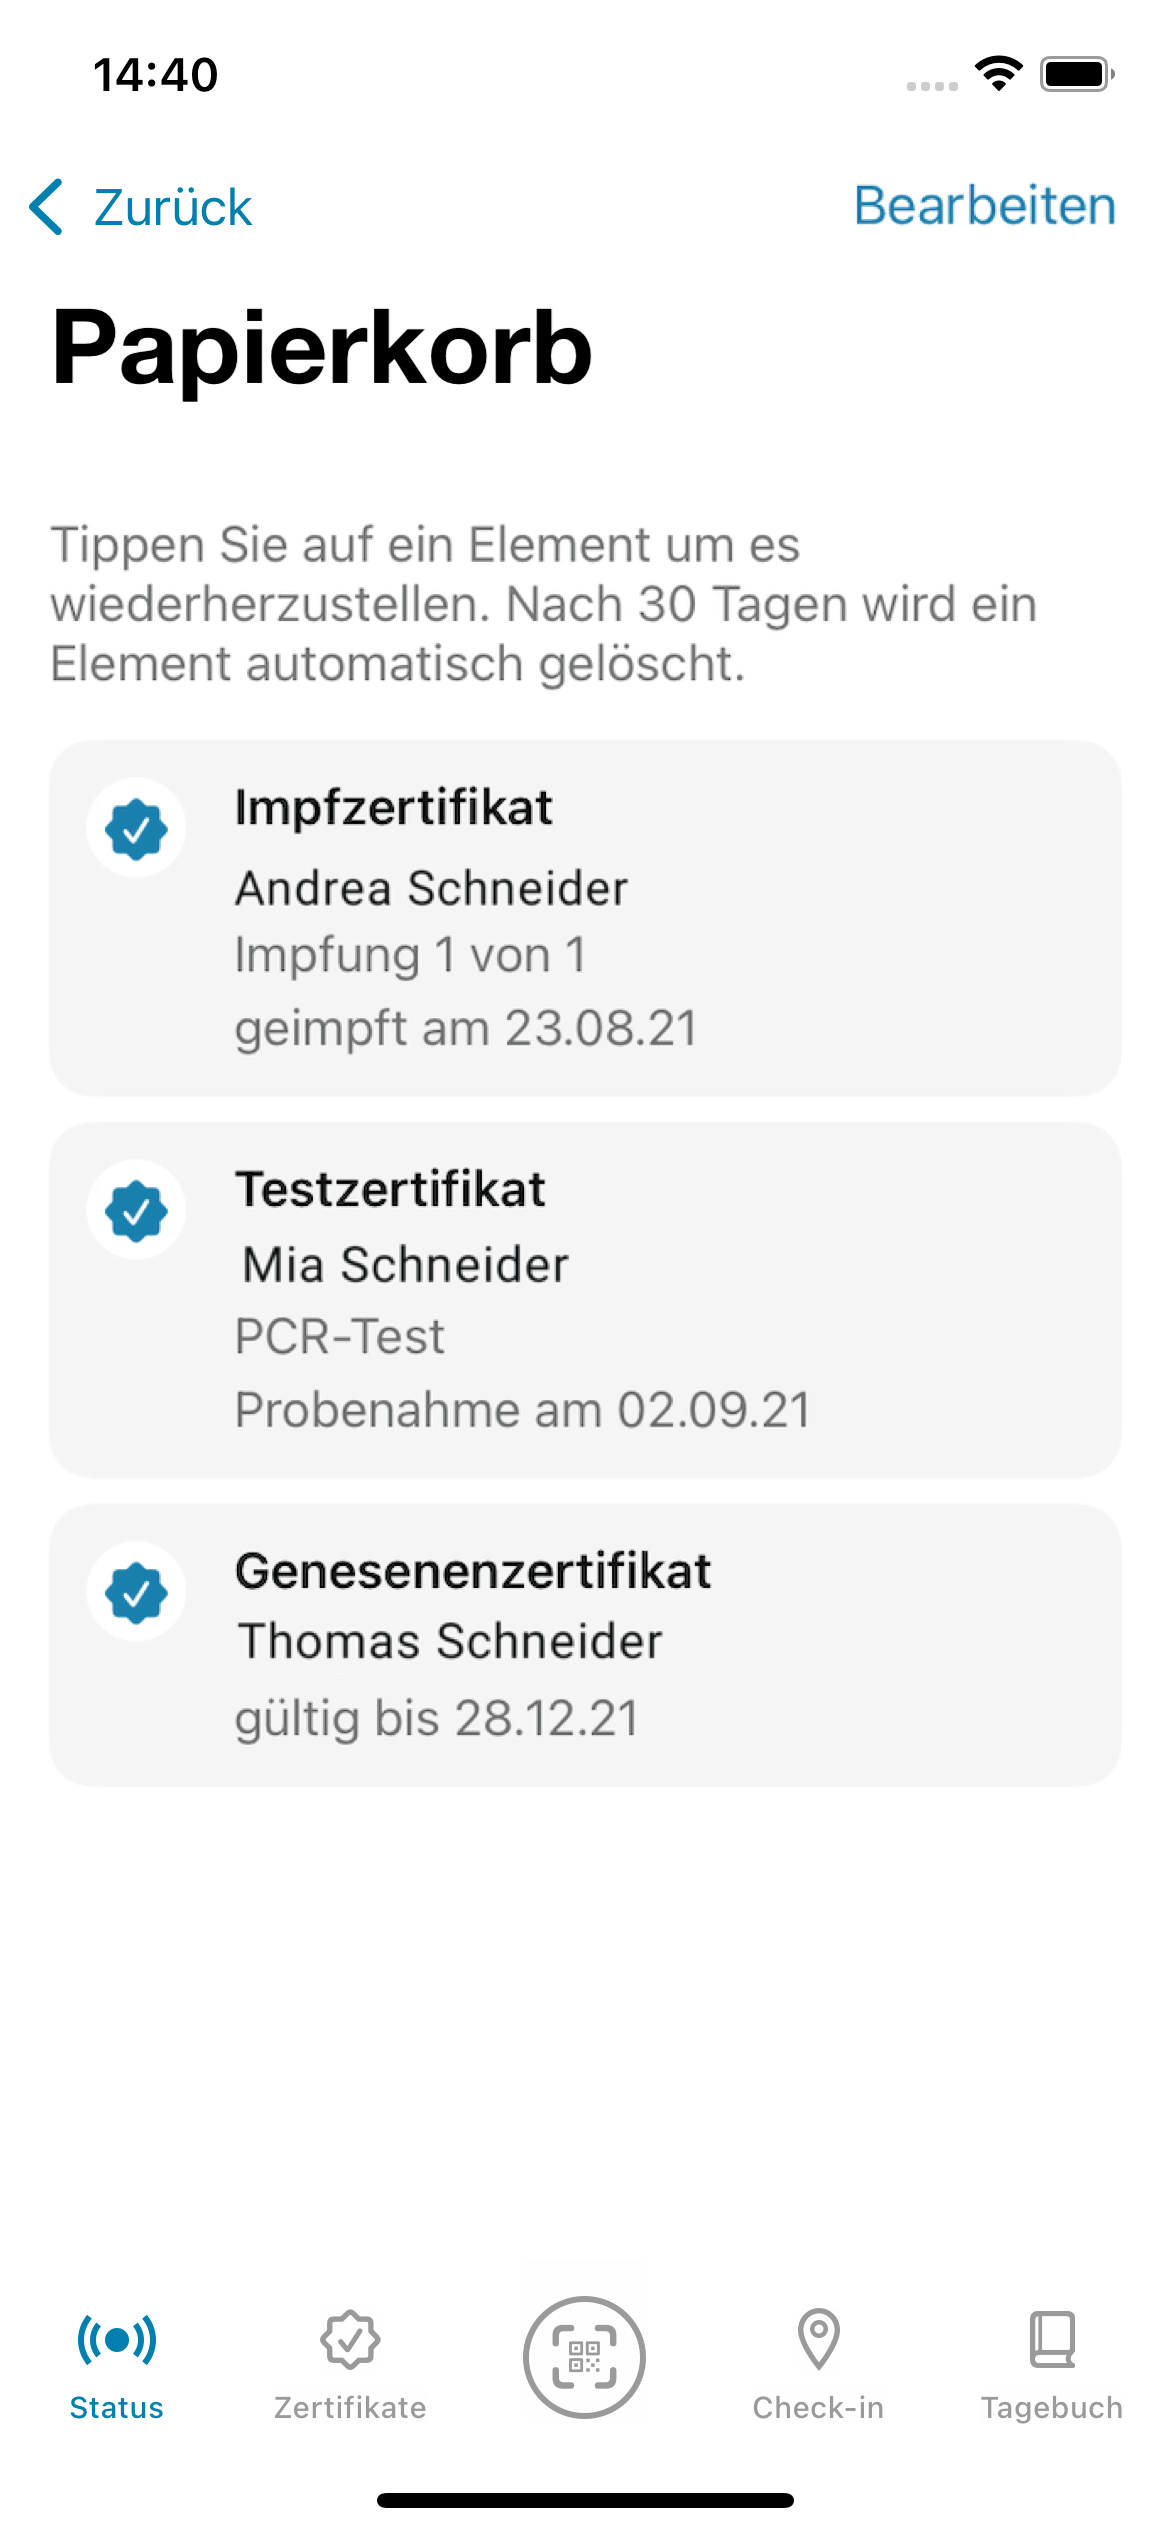 14:40
Zurück
Bearbeiten
Papierkorb
Tippen Sie auf ein Element um es
wiederherzustellen. Nach 30 Tagen wird ein
Element automatisch gelöscht.
Impfzertifikat
Andrea Schneider
Impfung 1 von 1
geimpft am 23.08.21
Testzertifikat
Mia Schneider
PCR-Test
Probenahme am 02.09.21
Genesenenzertifikat
Thomas Schneider
gültig bis 28.12.21
Status
Zertifikate
Check-in
Tagebuch